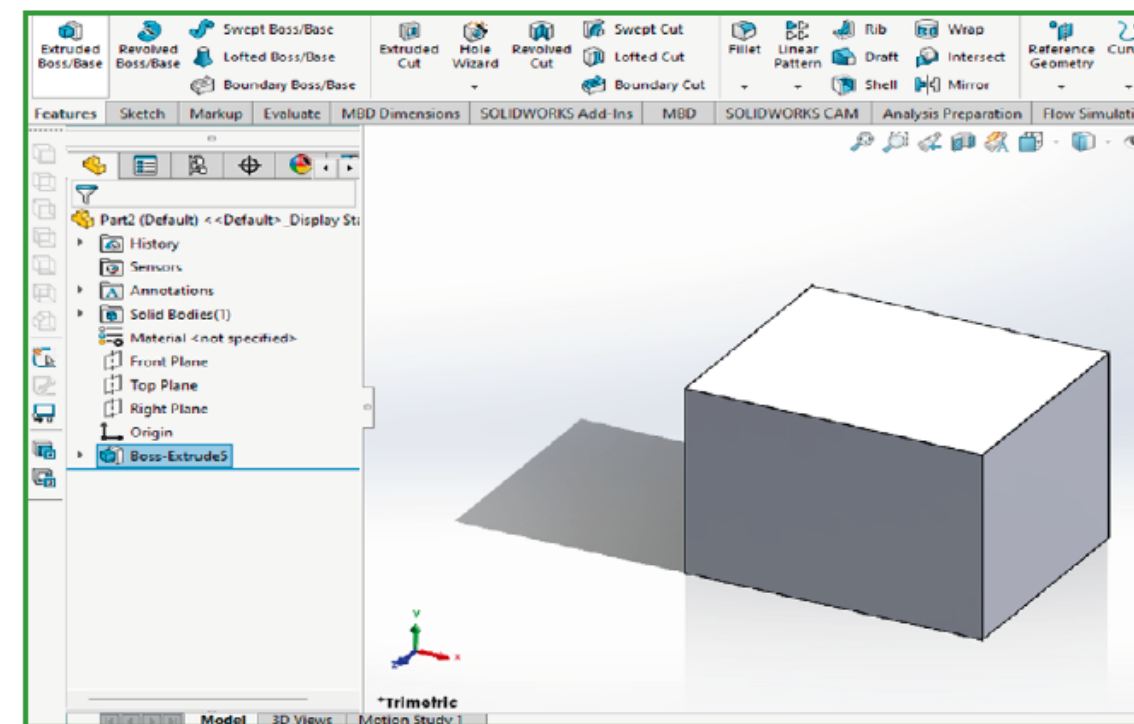 Extruded Boss/Base
Revolved Boss/Base
Swept Boss/Base
Lofted Boss/Base
Boundary Boss/Base
Extruded Cut
Hole Wizard
Revolved Cut
Swept Cut
Lofted Cut
Boundary Cut
Fillet
Linear Pattern
Rib
Draft
Shell
Wrap
Intersect
Mirror
Reference Geometry
Features Sketch Markup Evaluate MBD Dimensions SOLIDWORKS Add-Ins MBD SOLIDWORKS CAM Analysis Preparation Flow
Part2 (Default) <<Default>_Display
History
Sensors
Annotations
Solid Bodies(1)
Material <not specified>
Front Plane
Top Plane
Right Plane
Origin
Boss-Extrude5
Y
X
Z
*Trimetric
Model 3D Views Motion Study 1